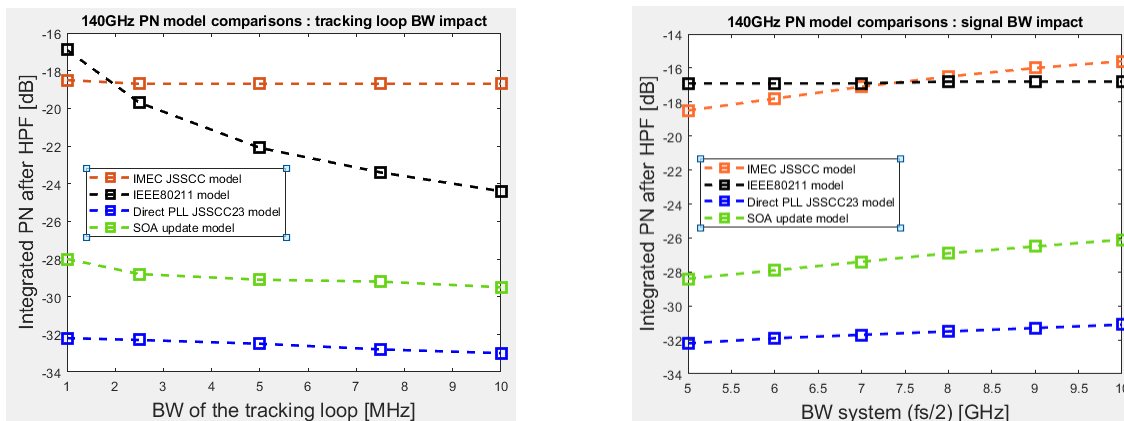 140GHz PN model comparisons : tracking loop BW impact
Integrated PN after HPF [dB]
-16
-18
-20
-22
-24
-26
-28
-30
-32
-34
IMEC JSSCC model
IEEE80211 model
Direct PLL JSSCC23 model
SOA update model
1 2 3 4 5 6 7 8 9 10
BW of the tracking loop [MHz]
140GHz PN model comparisons : signal BW impact
Integrated PN after HPF [dB]
-14
-16
-18
-20
-22
-24
-26
-28
-30
-32
-34
IMEC JSSCC model
IEEE80211 model
Direct PLL JSSCC23 model
SOA update model
5 5.5 6 6.5 7 7.5 8 8.5 9 9.5 10
BW system (fs/2) [GHz]